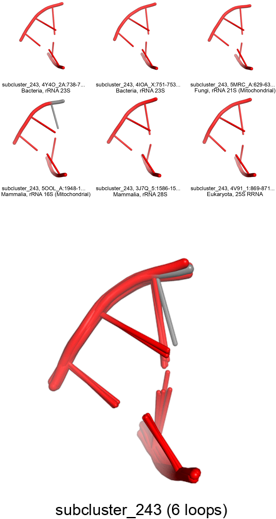 subcluster_243, 4Y4O_2A:738-7...
Bacteria, rRNA 23S
subcluster_243, 4IOA_X:751-753...
Bacteria, rRNA 23S
subcluster_243, 5MRC_A:629-63...
Fungi, rRNA 21S (Mitochondrial)
subcluster_243, 5OOL_A:1948-1...
Mammalia, rRNA 16S (Mitochondrial)
subcluster_243, 3J7Q_5:1586-15...
Mammalia, rRNA 28S
subcluster_243, 4V91_1:869-871...
Eukaryota, 25S RRNA
subcluster_243 (6 loops)